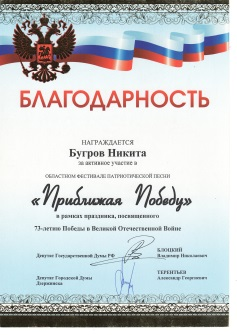 БЛАГОДАРНОСТЬ
НАГРАЖДАЕТСЯ
Бугров Никита
за активное участие в
ОБЛАСТНОМ ФЕСТИВАЛЕ ПАТРИОТИЧЕСКОЙ ПЕСНИ
«Приближая Победу»
в рамках праздника, посвященного
73-летию Победы в Великой Отечественной Войне
Депутат Государственной Думы РФ
БЛОЦКИЙ
Владимир Николаевич
Депутат Городской Думы
Дзержинска
ТЕРЕНТЬЕВ
Александр Георгиевич